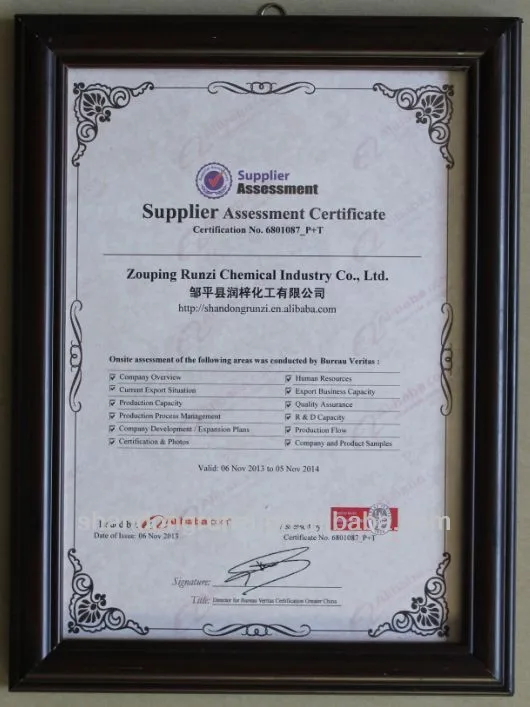 Supplier
Assessment
Supplier Assessment Certificate
Certification No. 6801087_P+T
Zouping Runzi Chemical Industry Co., Ltd.
邹平县润梓化工有限公司
http://shandongrunzi.en.alibaba.com
Onsite assessment of the following areas was conducted by Bureau Veritas :
Company Overview
Human Resources
Current Export Situation
Export Business Capacity
Production Capacity
Quality Assurance
Production Process Management
R & D Capacity
Company Development / Expansion Plans
Production Flow
Certification & Photos
Company and Product Samples
Valid: 06 Nov 2013 to 05 Nov 2014
Issued by
Date of Issue: 06 Nov 2013
Certificate No. 6801087_P+T
Signature:
Title: Director for Bureau Veritas Certification Greater China